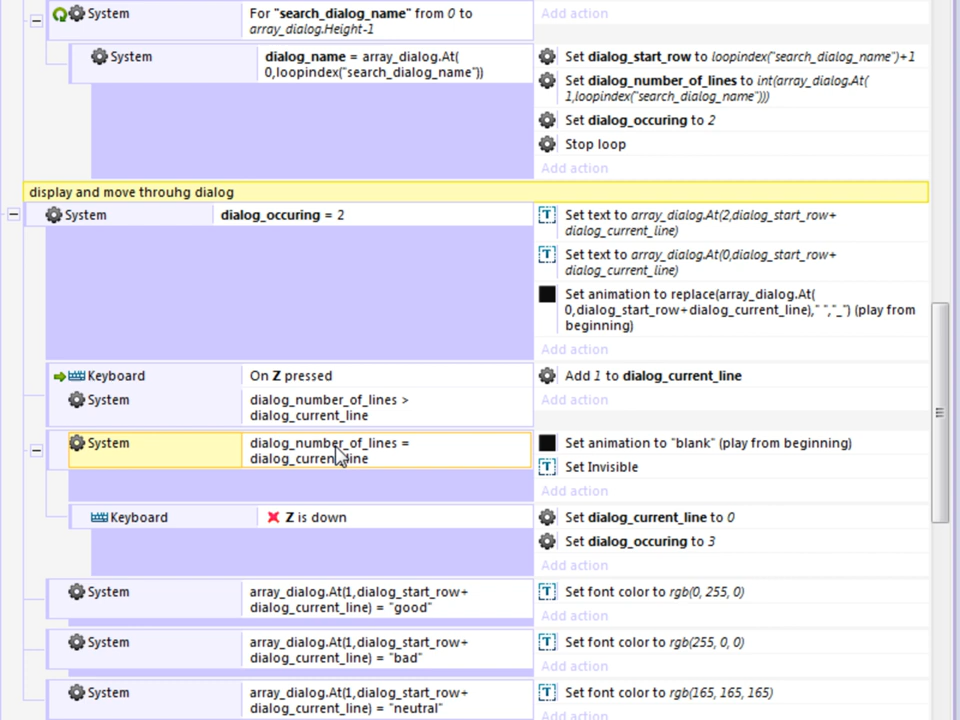 System
For "search_dialog_name" from 0 to
array_dialog.Height-1
Add action
System
dialog_name = array_dialog.At(
0,loopindex("search_dialog_name"))
Set dialog_start_row to loopindex("search_dialog_name")+1
Set dialog_number_of_lines to int(array_dialog.At(
1,loopindex("search_dialog_name")))
Set dialog_occuring to 2
Stop loop
Add action
display and move throuhg dialog
System
dialog_occuring = 2
Set text to array_dialog.At(2,dialog_start_row+
dialog_current_line)
Set text to array_dialog.At(0,dialog_start_row+
dialog_current_line)
Set animation to replace(array_dialog.At(
0,dialog_start_row+dialog_current_line)," ","_") (play from
beginning)
Add action
Keyboard
On Z pressed
Add 1 to dialog_current_line
System
dialog_number_of_lines >
dialog_current_line
Add action
System
dialog_number_of_lines =
dialog_current_line
Set animation to "blank" (play from beginning)
Set Invisible
Add action
Keyboard
Z is down
Set dialog_current_line to 0
Set dialog_occuring to 3
Add action
System
array_dialog.At(1,dialog_start_row+
dialog_current_line) = "good"
Set font color to rgb(0, 255, 0)
Add action
System
array_dialog.At(1,dialog_start_row+
dialog_current_line) = "bad"
Set font color to rgb(255, 0, 0)
Add action
System
array_dialog.At(1,dialog_start_row+
dialog_current_line) = "neutral"
Set font color to rgb(165, 165, 165)
Add action